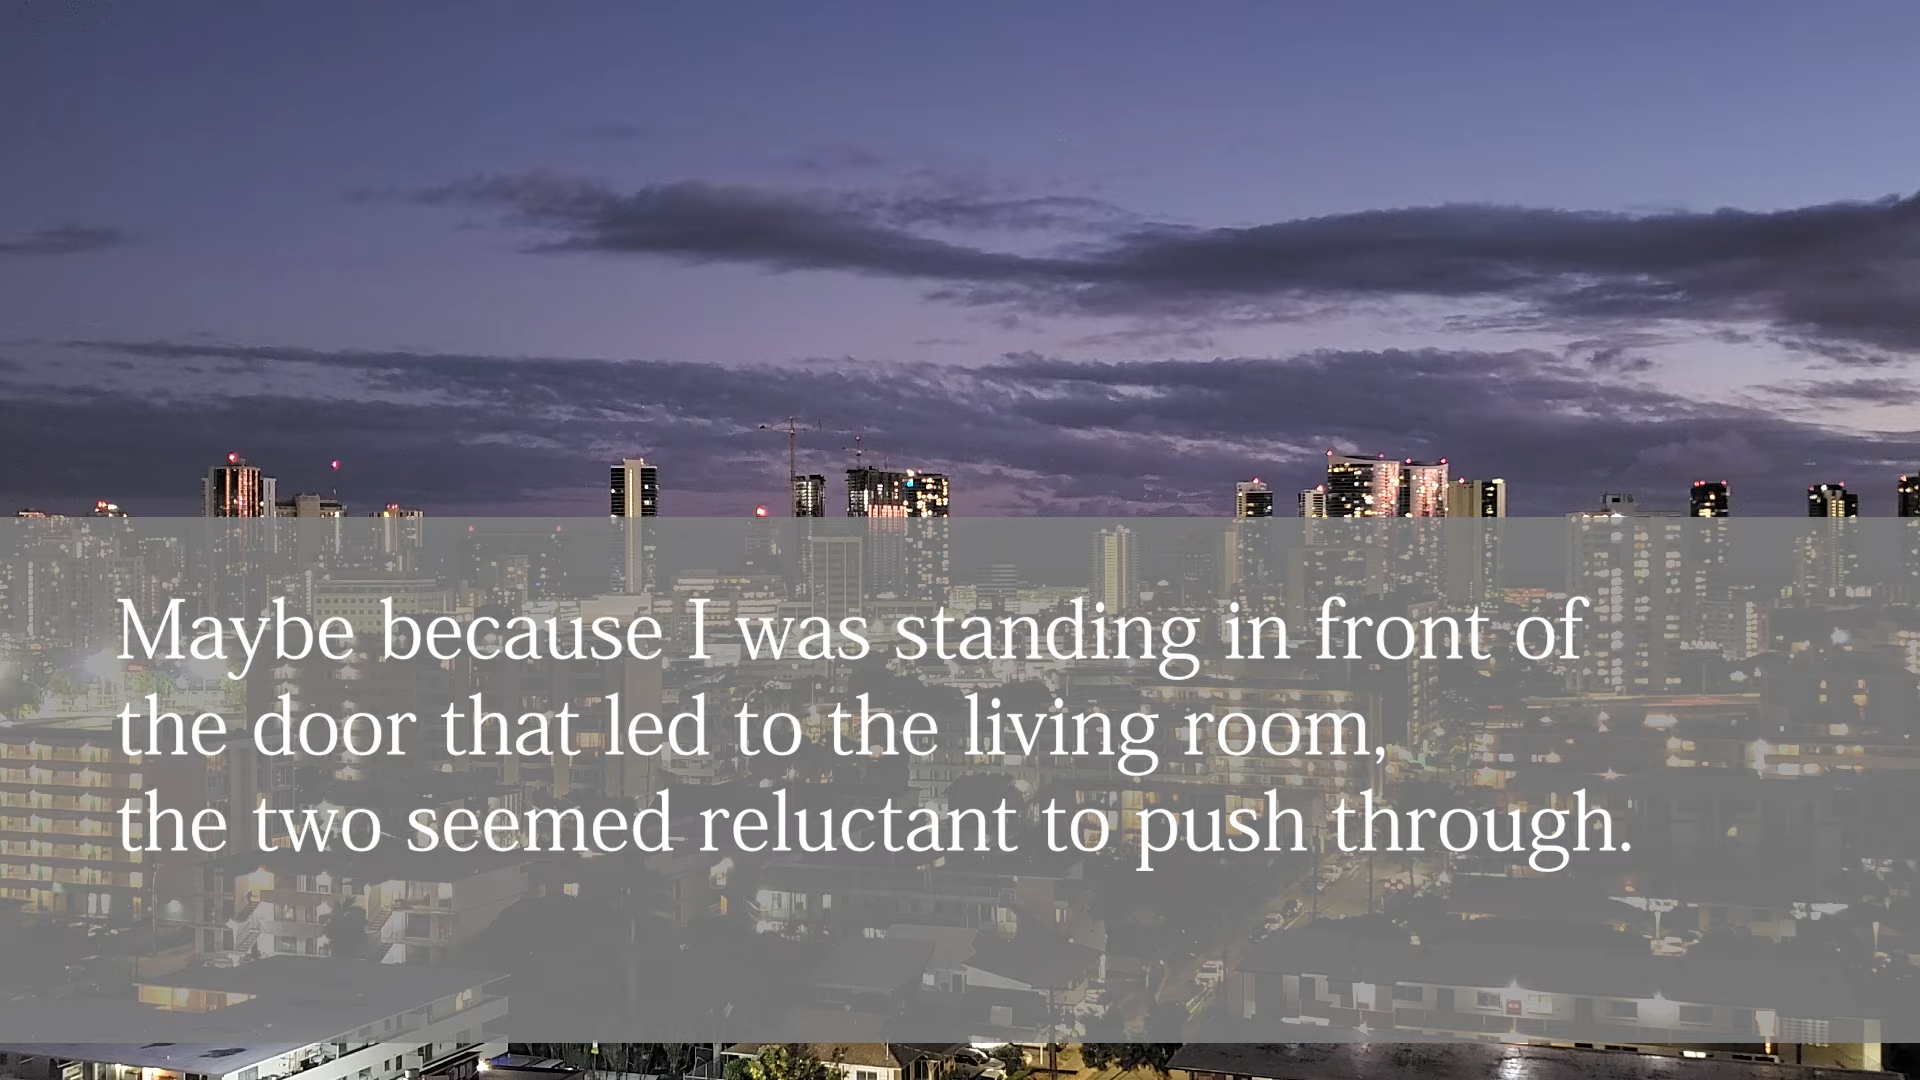 Maybe because I was standing in front of
the door that led to the living room,
the two seemed reluctant to push through.